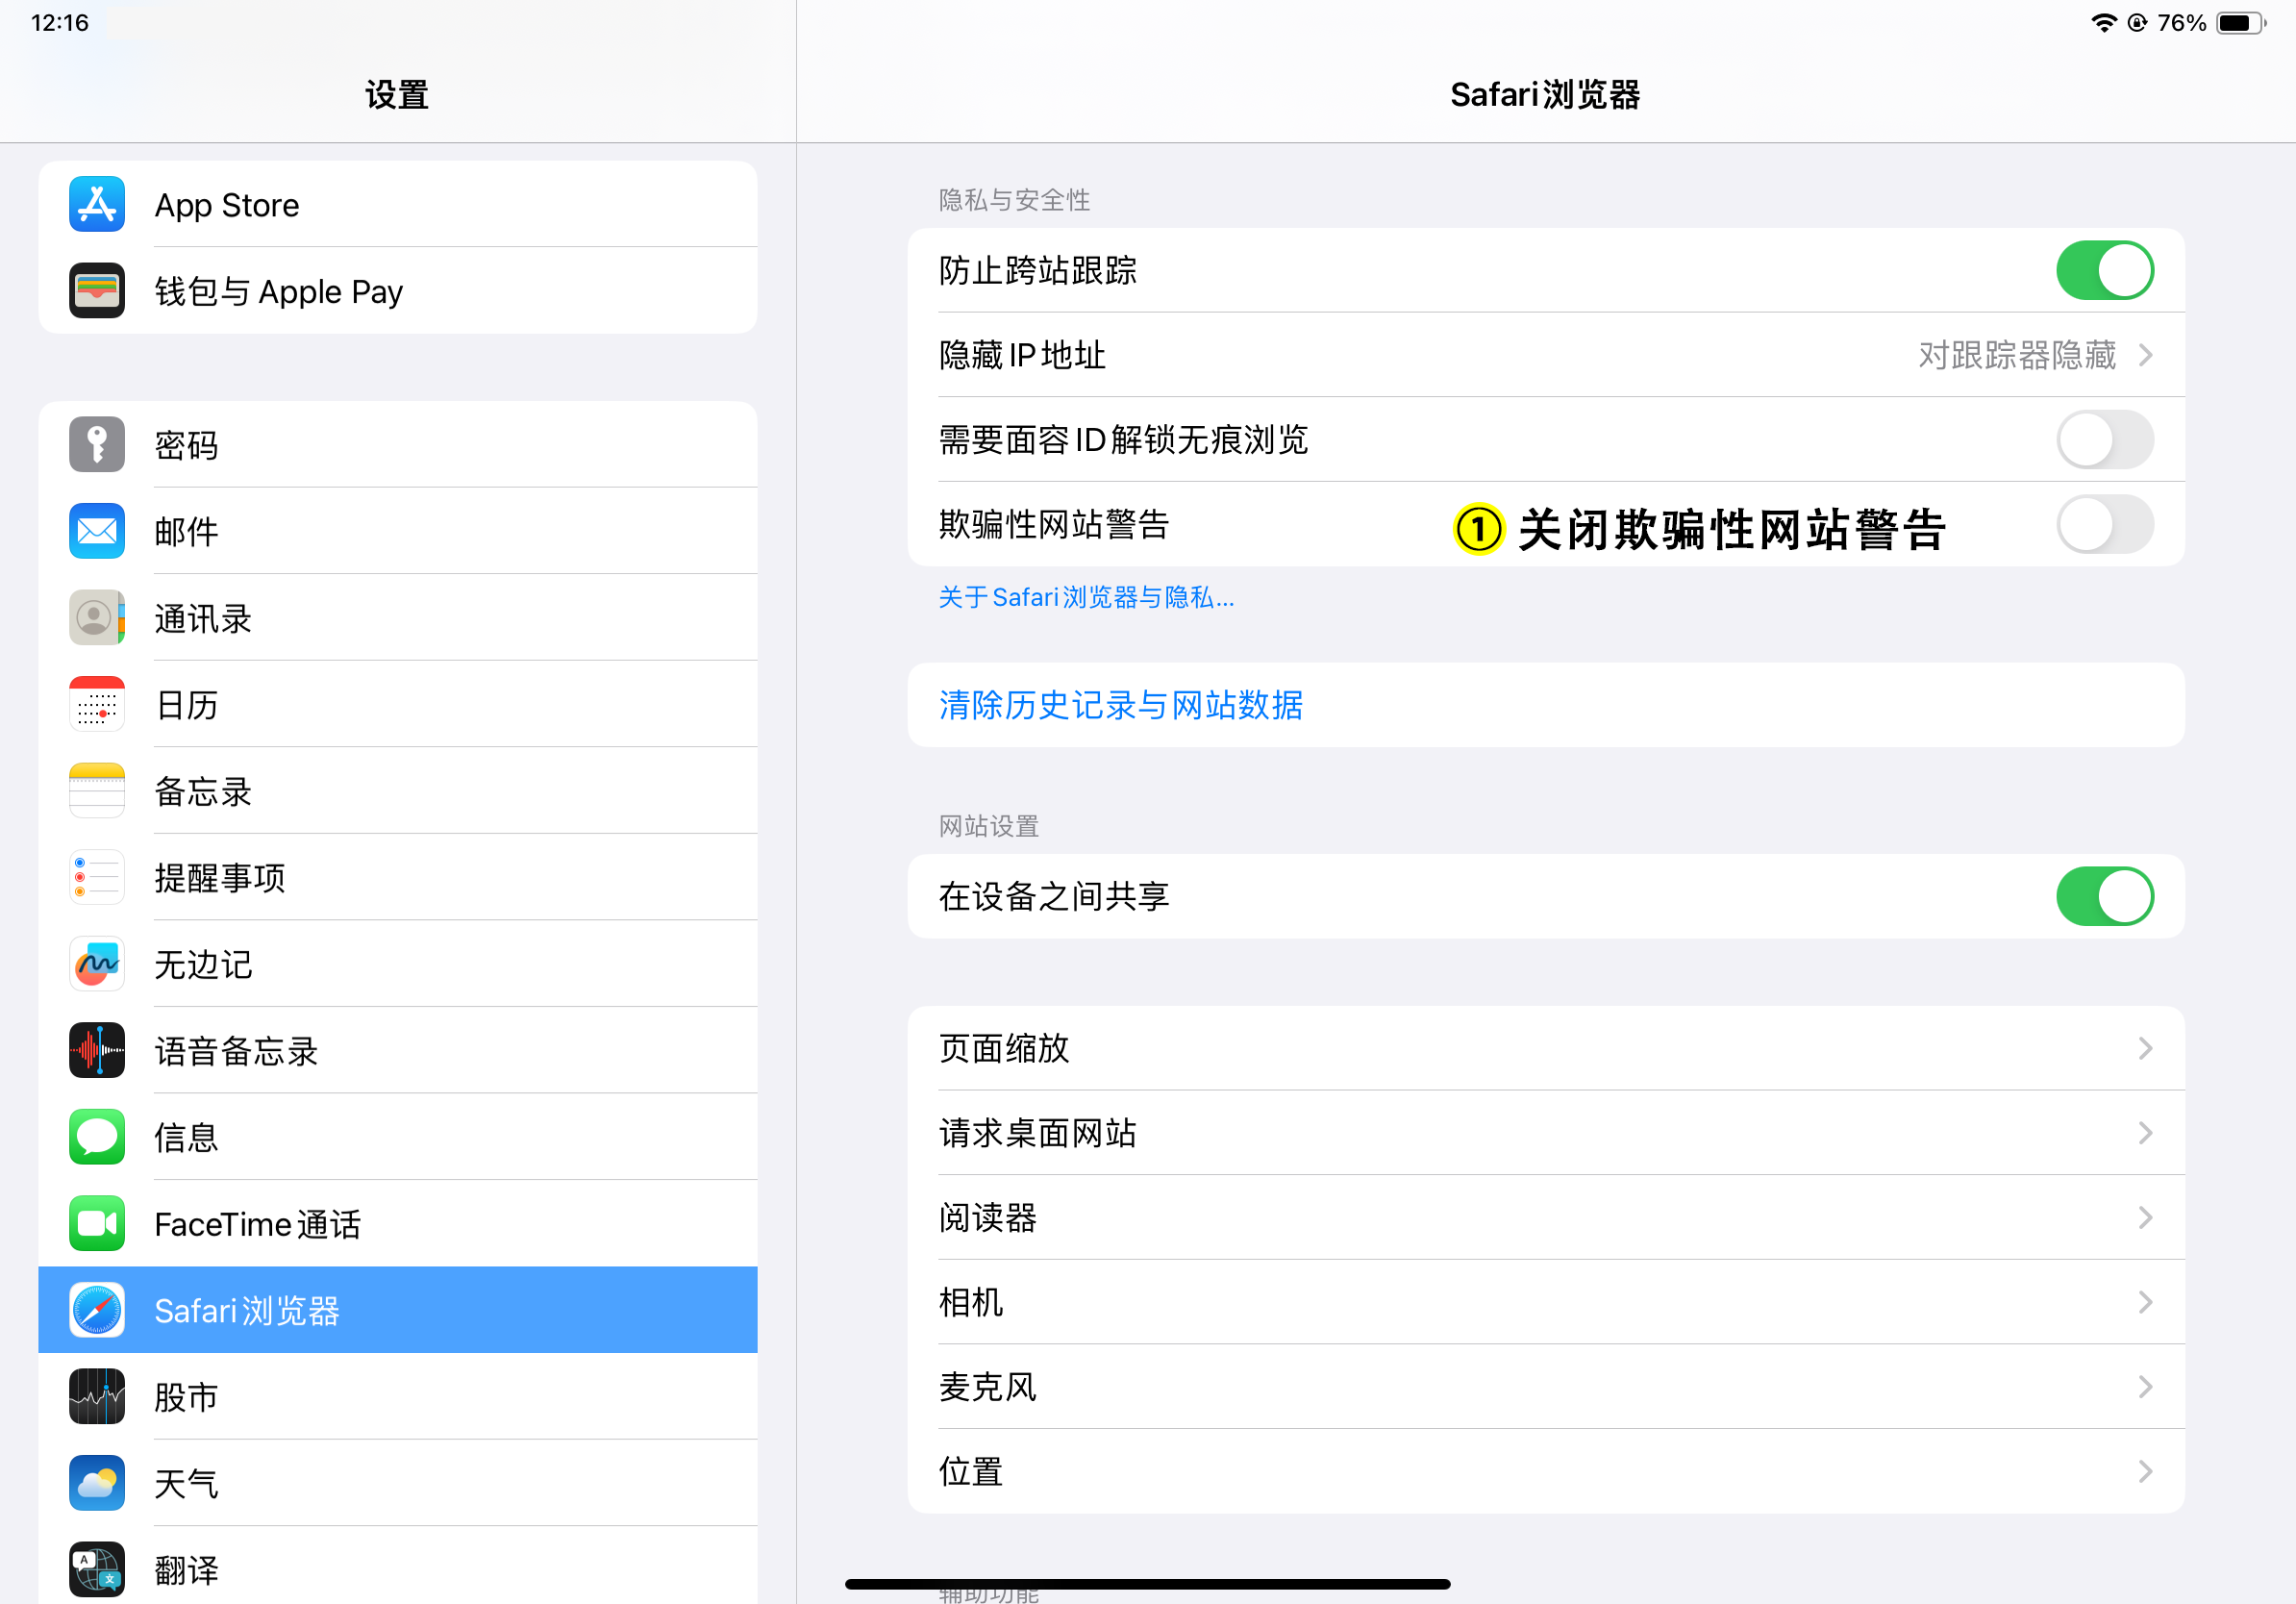 12:16
76%
设置
App Store
钱包与 Apple Pay
密码
邮件
通讯录
日历
备忘录
提醒事项
无边记
语音备忘录
信息
FaceTime通话
Safari浏览器
股市
天气
翻译
Safari浏览器
隐私与安全性
防止跨站跟踪
隐藏IP地址 对跟踪器隐藏
需要面容ID解锁无痕浏览
欺骗性网站警告 ① 关闭欺骗性网站警告
关于Safari浏览器与隐私...
清除历史记录与网站数据
网站设置
在设备之间共享
页面缩放
请求桌面网站
阅读器
相机
麦克风
位置
辅助功能